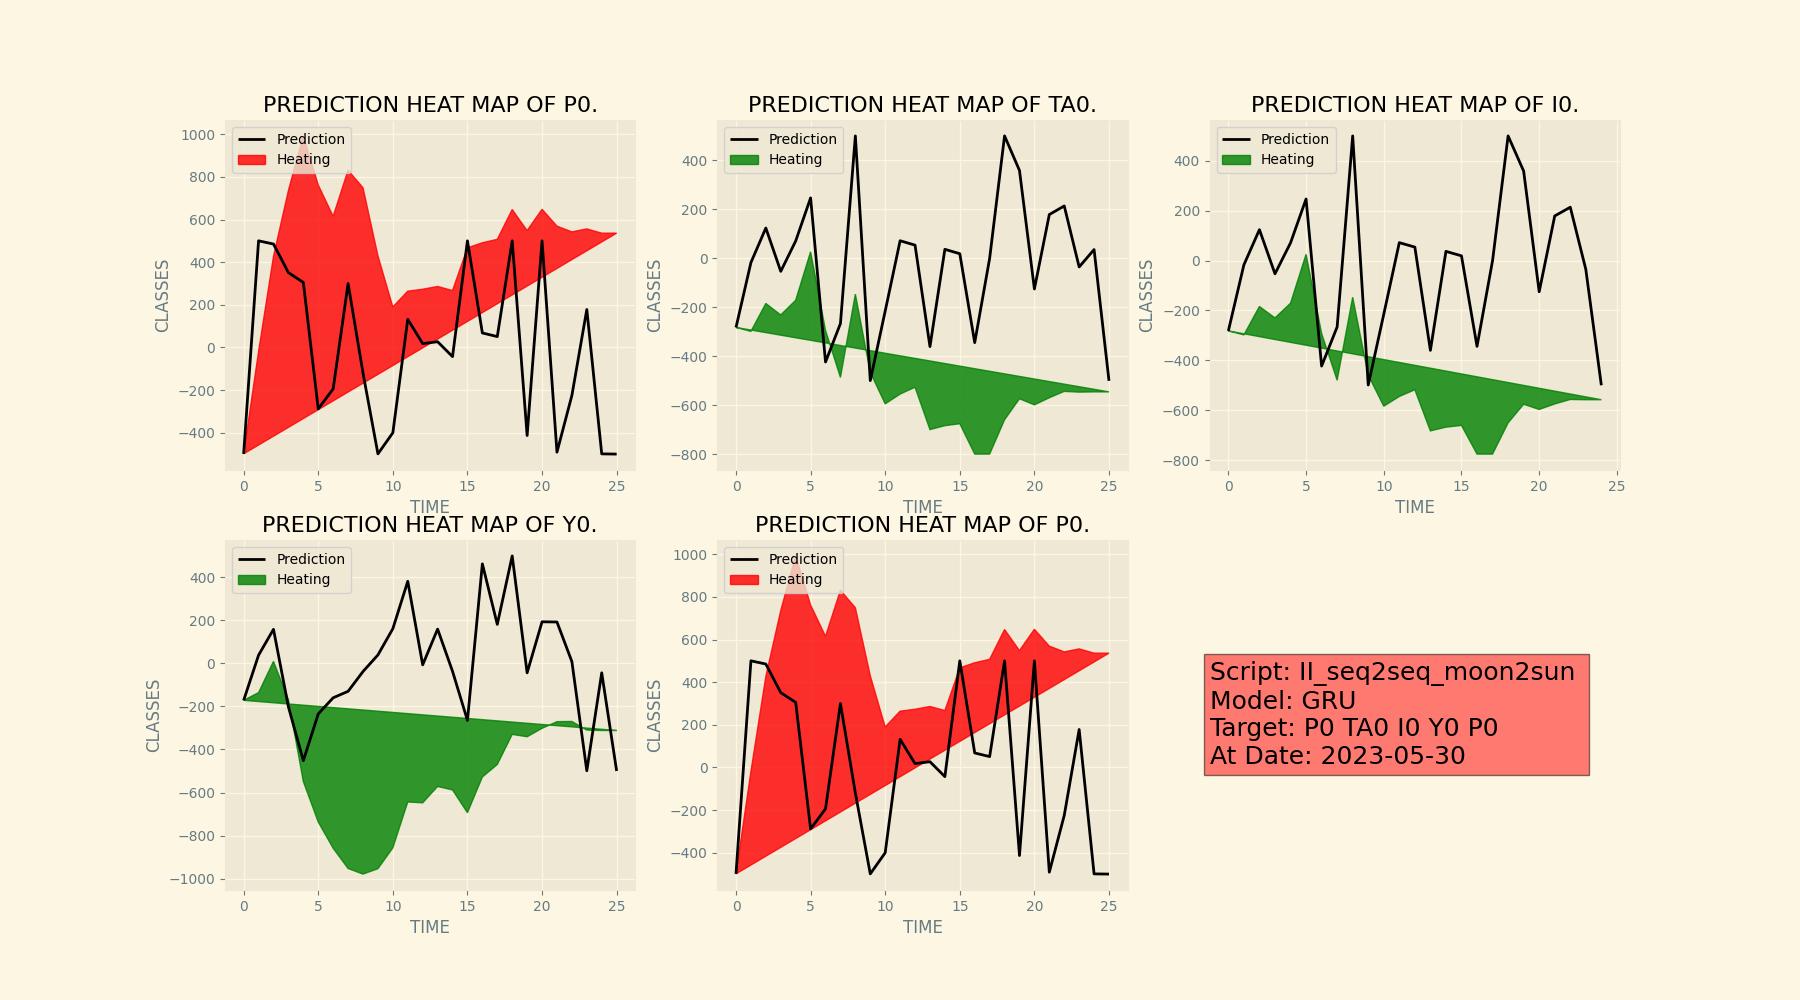 PREDICTION HEAT MAP OF P0.
Prediction
Heating
1000
800
600
400
200
0
−200
−400
CLASSES
0 5 10 15 20 25
TIME
PREDICTION HEAT MAP OF TA0.
Prediction
Heating
400
200
0
−200
−400
−600
−800
CLASSES
0 5 10 15 20 25
TIME
PREDICTION HEAT MAP OF I0.
Prediction
Heating
400
200
0
−200
−400
−600
−800
CLASSES
0 5 10 15 20 25
TIME
PREDICTION HEAT MAP OF Y0.
Prediction
Heating
400
200
0
−200
−400
−600
−800
−1000
CLASSES
0 5 10 15 20 25
TIME
PREDICTION HEAT MAP OF P0.
Prediction
Heating
1000
800
600
400
200
0
−200
−400
CLASSES
0 5 10 15 20 25
TIME
Script: II_seq2seq_moon2sun
Model: GRU
Target: P0 TA0 I0 Y0 P0
At Date: 2023-05-30